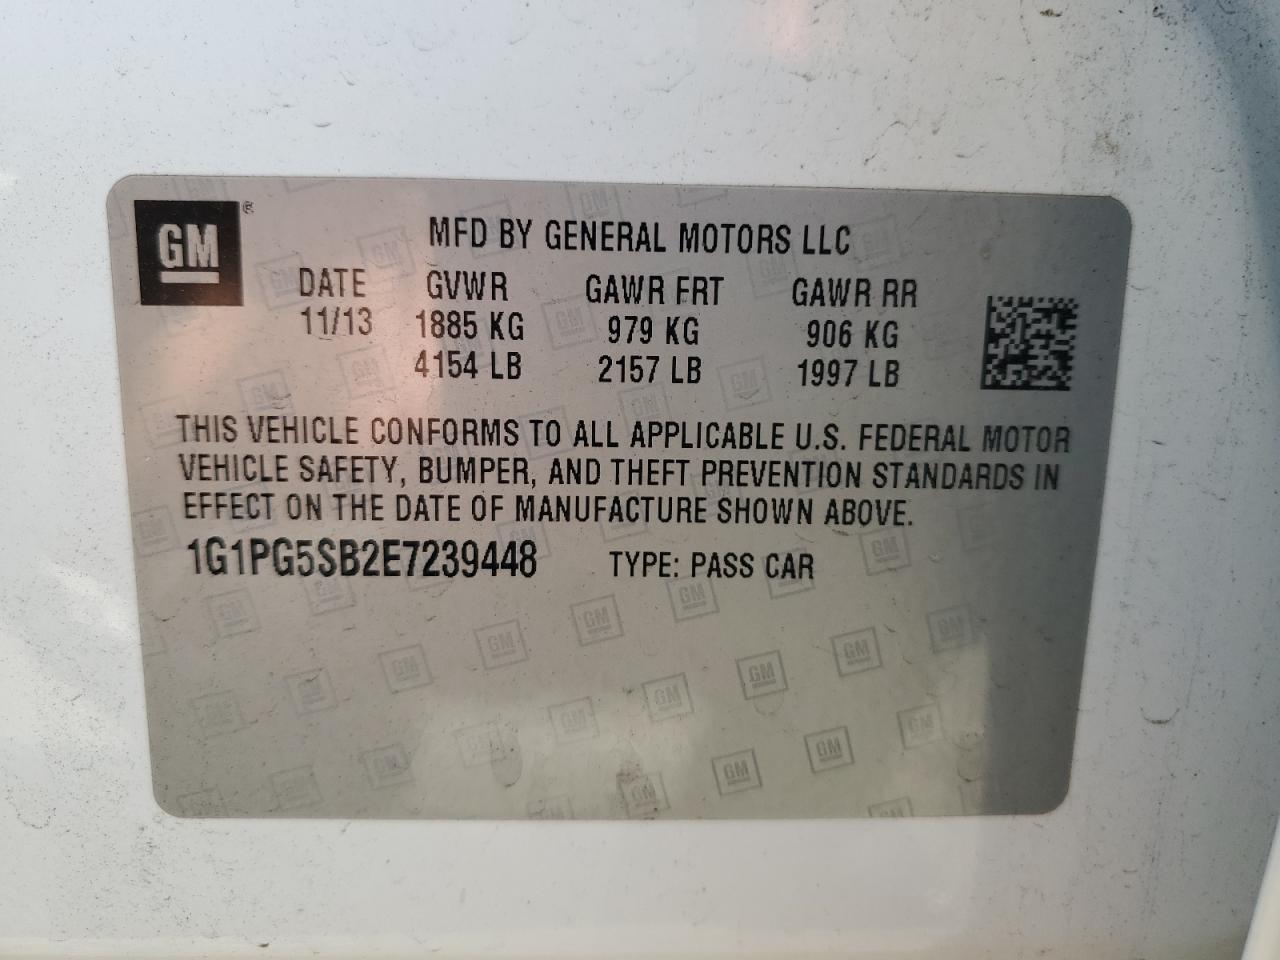 GM ®
MFD BY GENERAL MOTORS LLC
DATE GVWR GAWR FRT GAWR RR
11/13 1885 KG 979 KG 906 KG
4154 LB 2157 LB 1997 LB
THIS VEHICLE CONFORMS TO ALL APPLICABLE U.S. FEDERAL MOTOR
VEHICLE SAFETY, BUMPER, AND THEFT PREVENTION STANDARDS IN
EFFECT ON THE DATE OF MANUFACTURE SHOWN ABOVE.
1G1PG5SB2E7239448 TYPE: PASS CAR